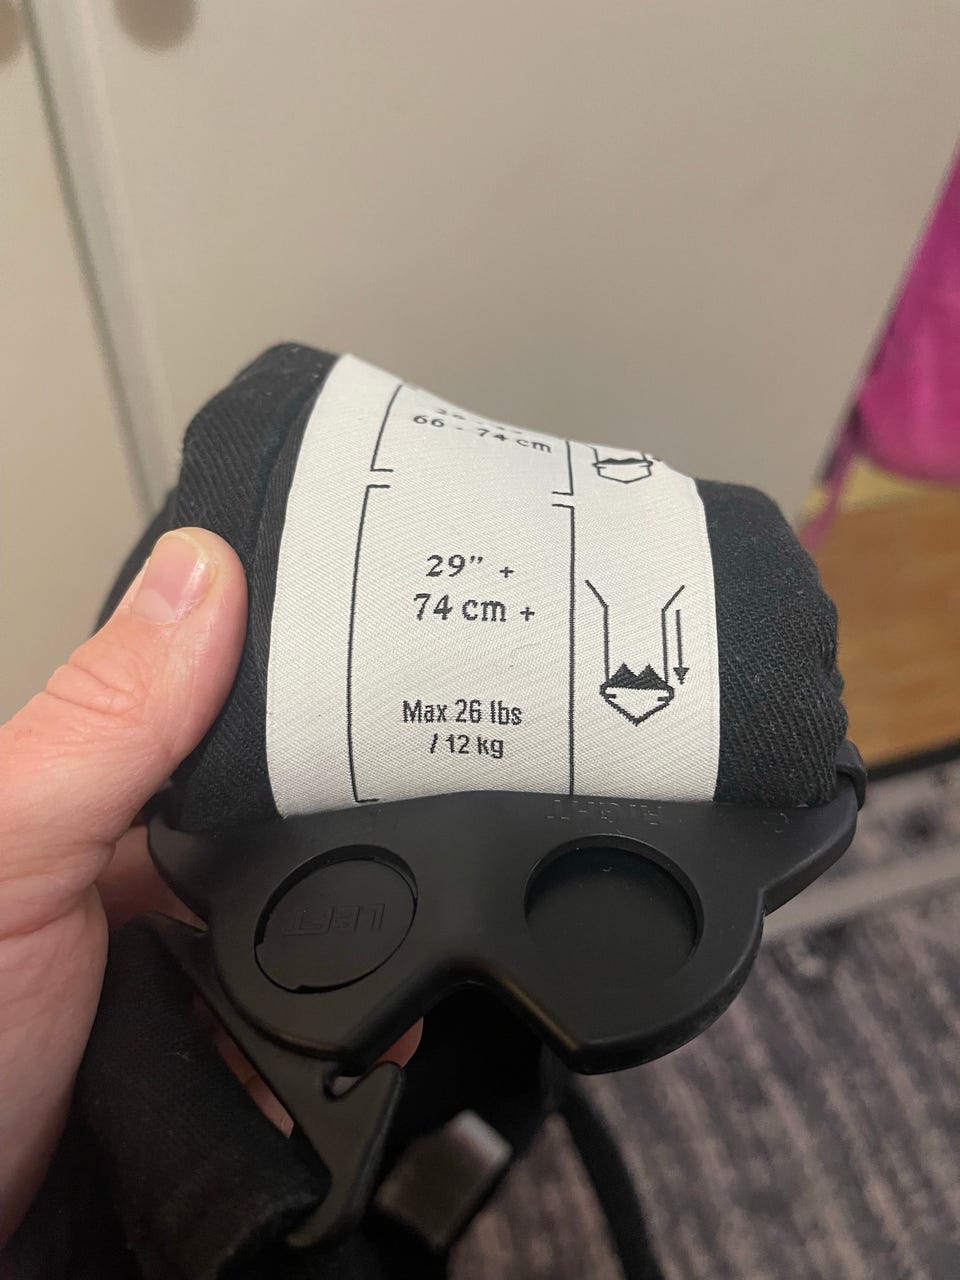 66 - 74 cm
29" +
74 cm +
Max 26 lbs
/ 12 kg
RIGHT
LEFT